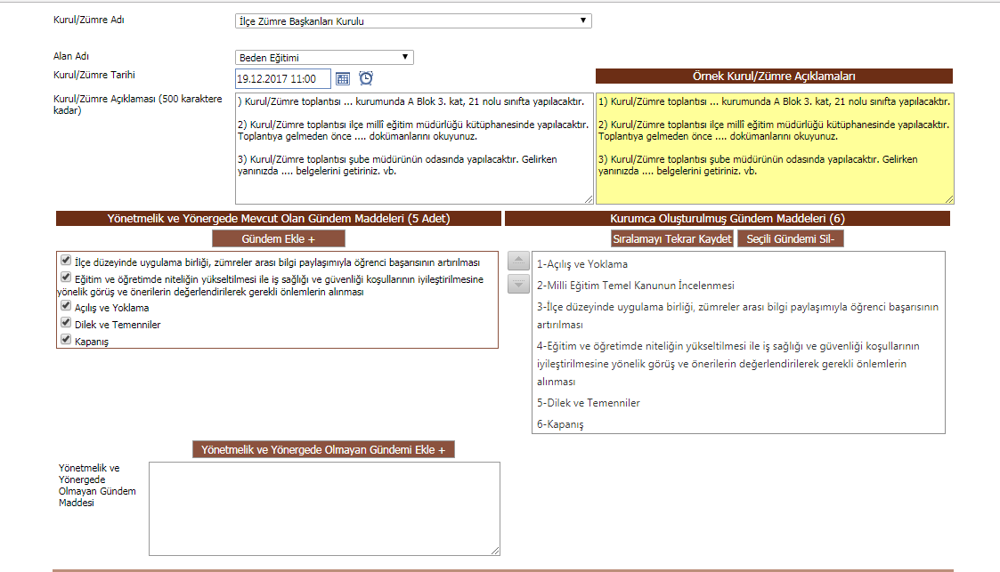 Kurul/Zümre Adı
İlçe Zümre Başkanları Kurulu
Alan Adı
Beden Eğitimi
Kurul/Zümre Tarihi
19.12.2017 11:00
Örnek Kurul/Zümre Açıklamaları
Kurul/Zümre Açıklaması (500 karaktere
kadar)
) Kurul/Zümre toplantısı ... kurumunda A Blok 3. kat, 21 nolu sınıfta yapılacaktır.
2) Kurul/Zümre toplantısı ilçe millî eğitim müdürlüğü kütüphanesinde yapılacaktır.
Toplantıya gelmeden önce .... dokümanlarını okuyunuz.
3) Kurul/Zümre toplantısı şube müdürünün odasında yapılacaktır. Gelirken
yanınızda .... belgelerini getiriniz. vb.
1) Kurul/Zümre toplantısı ... kurumunda A Blok 3. kat, 21 nolu sınıfta yapılacaktır.
2) Kurul/Zümre toplantısı ilçe millî eğitim müdürlüğü kütüphanesinde yapılacaktır.
Toplantıya gelmeden önce .... dokümanlarını okuyunuz.
3) Kurul/Zümre toplantısı şube müdürünün odasında yapılacaktır. Gelirken
yanınızda .... belgelerini getiriniz. vb.
Yönetmelik ve Yönergede Mevcut Olan Gündem Maddeleri (5 Adet)
Gündem Ekle +
İlçe düzeyinde uygulama birliği, zümreler arası bilgi paylaşımıyla öğrenci başarısının artırılması
Eğitim ve öğretimde niteliğin yükseltilmesi ile iş sağlığı ve güvenliği koşullarının iyileştirilmesine
yönelik görüş ve önerilerin değerlendirilerek gerekli önlemlerin alınması
Açılış ve Yoklama
Dilek ve Temenniler
Kapanış
Kurumca Oluşturulmuş Gündem Maddeleri (6)
Sıralamayı Tekrar Kaydet
Seçili Gündemi Sil-
1-Açılış ve Yoklama
2-Milli Eğitim Temel Kanunun İncelenmesi
3-İlçe düzeyinde uygulama birliği, zümreler arası bilgi paylaşımıyla öğrenci başarısının
artırılması
4-Eğitim ve öğretimde niteliğin yükseltilmesi ile iş sağlığı ve güvenliği koşullarının
iyileştirilmesine yönelik görüş ve önerilerin değerlendirilerek gerekli önlemlerin
alınması
5-Dilek ve Temenniler
6-Kapanış
Yönetmelik ve Yönergede Olmayan Gündemi Ekle +
Yönetmelik ve
Yönergede
Olmayan Gündem
Maddesi